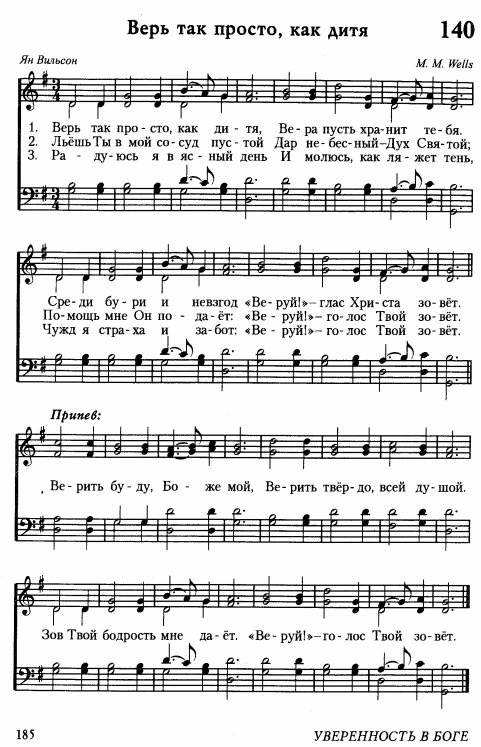 Верь так просто, как дитя 140
Ян Вильсон M. M. Wells
1. Верь так про-сто, как ди-тя, Ве-ра пусть хра-нит те-бя.
2. Льёшь Ты в мой со-суд пус-той Дар не-бес-ный–Дух Свя-той;
3. Ра-ду-юсь я в яс-ный день И молюсь, как ля-жет тень,
Сре-ди бу-ри и невзгод «Ве-руй!»–глас Хри-ста зо-вёт.
По-мощь мне Он по-да-ёт: «Ве-руй!»–го-лос Твой зо-вёт.
Чужд я стра-ха и за-бот: «Ве-руй!»–го-лос Твой зо-вёт.
Припев:
Ве-рить бу-ду, Бо-же мой, Ве-рить твёр-до, всей ду-шой.
Зов Твой бодрость мне да-ёт. «Ве-руй!»–го-лос Твой зо-вёт.
185 УВЕРЕННОСТЬ В БОГЕ